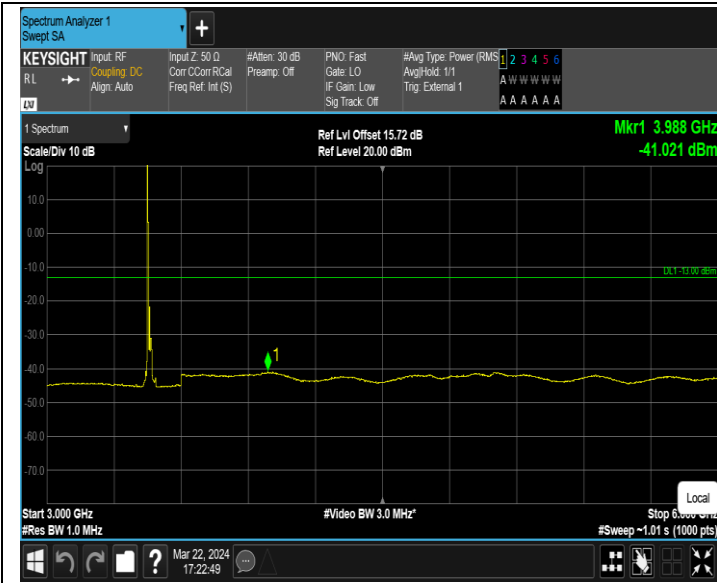 Spectrum Analyzer 1
Swept SA
+
KEYSIGHT
RL
LXI
Input: RF
Coupling: DC
Align: Auto
Input Z: 50 Ω
Corr CCorr RCal
Freq Ref: Int (S)
#Atten: 30 dB
Preamp: Off
PNO: Fast
Gate: LO
IF Gain: Low
Sig Track: Off
#Avg Type: Power (RMS
Avg|Hold: 1/1
Trig: External 1
1 2 3 4 5 6
A W W W W W
A A A A A A
1 Spectrum
Scale/Div 10 dB
Ref Lvl Offset 15.72 dB
Ref Level 20.00 dBm
Mkr1 3.988 GHz
-41.021 dBm
Log
10.0
0.00
-10.0
DL1 -13.00 dBm
-20.0
-30.0
1
-40.0
-50.0
-60.0
-70.0
Local
Start 3.000 GHz
#Res BW 1.0 MHz
#Video BW 3.0 MHz*
Stop 6.000 GHz
#Sweep ~1.01 s (1000 pts)
?
Mar 22, 2024
17:22:49